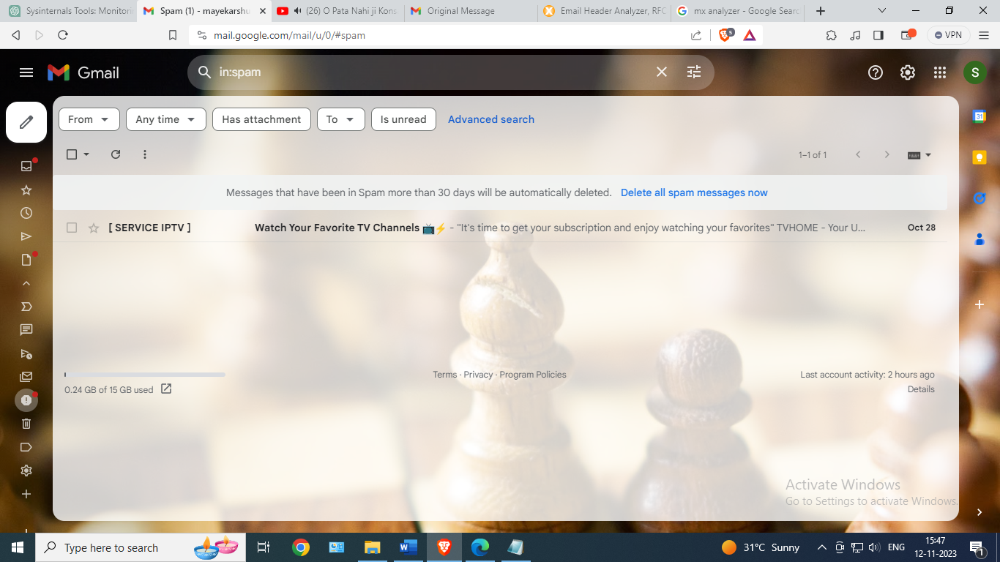 Sysinternals Tools: Monitori
Spam (1) - mayekarshu
(26) O Pata Nahi ji Kons
Original Message
Email Header Analyzer, RFC
mx analyzer - Google Searc
mail.google.com/mail/u/0/#spam
5
VPN
Gmail
in:spam
S
From
Any time
Has attachment
To
Is unread
Advanced search
31
1–1 of 1
Messages that have been in Spam more than 30 days will be automatically deleted. Delete all spam messages now
[ SERVICE IPTV ] Watch Your Favorite TV Channels 📺⚡ - "It's time to get your subscription and enjoy watching your favorites" TVHOME - Your U... Oct 28
Terms · Privacy · Program Policies
Last account activity: 2 hours ago
0.24 GB of 15 GB used
Details
Activate Windows
Go to Settings to activate Windows.
Type here to search
31°C Sunny
ENG
15:47
12-11-2023
1